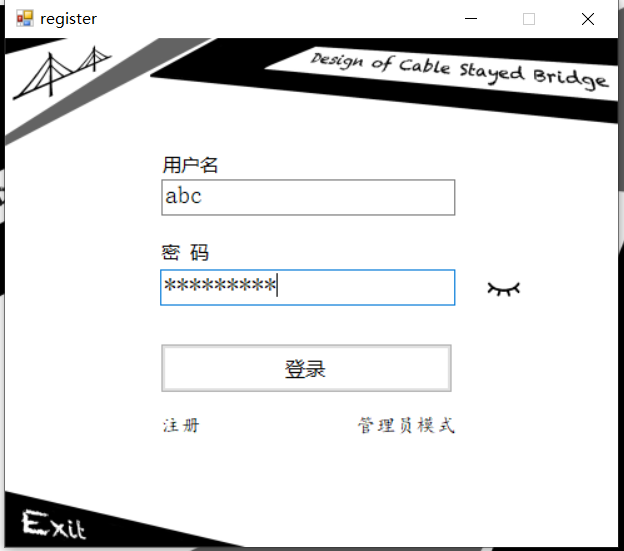 register
Design of Cable Stayed Bridge
用户名
abc
密 码
*********
登录
注册 管理员模式
Exit